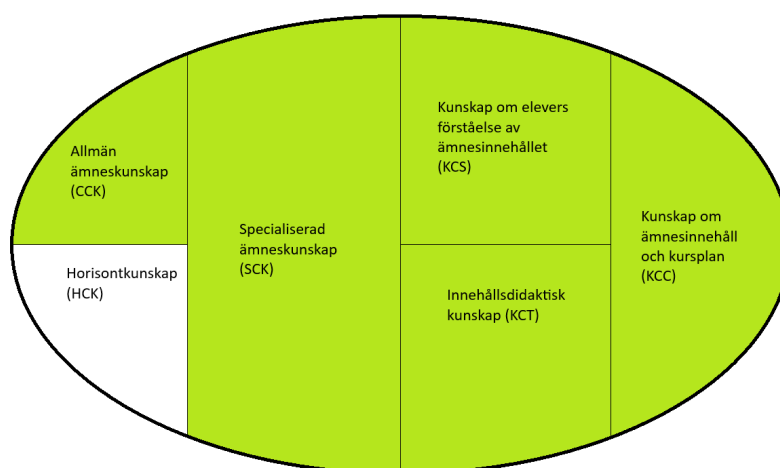 Allmän
ämneskunskap
(CCK)
Horisontkunskap
(HCK)
Specialiserad
ämneskunskap
(SCK)
Kunskap om elevers
förståelse av
ämnesinnehållet
(KCS)
Innehållsdidaktisk
kunskap (KCT)
Kunskap om
ämnesinnehåll
och kursplan
(KCC)